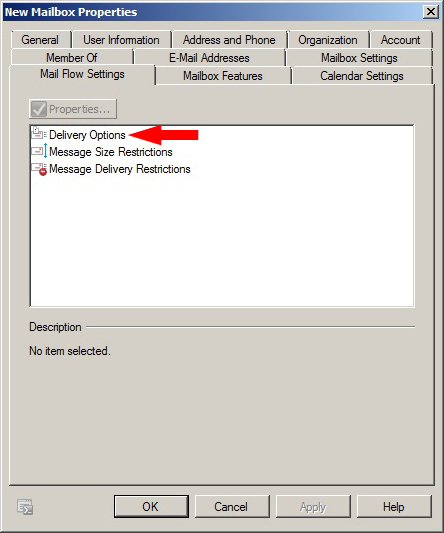 New Mailbox Properties
General User Information Address and Phone Organization Account
Member Of E-Mail Addresses Mailbox Settings
Mail Flow Settings Mailbox Features Calendar Settings
Properties...
Delivery Options
Message Size Restrictions
Message Delivery Restrictions
Description
No item selected.
OK Cancel Apply Help